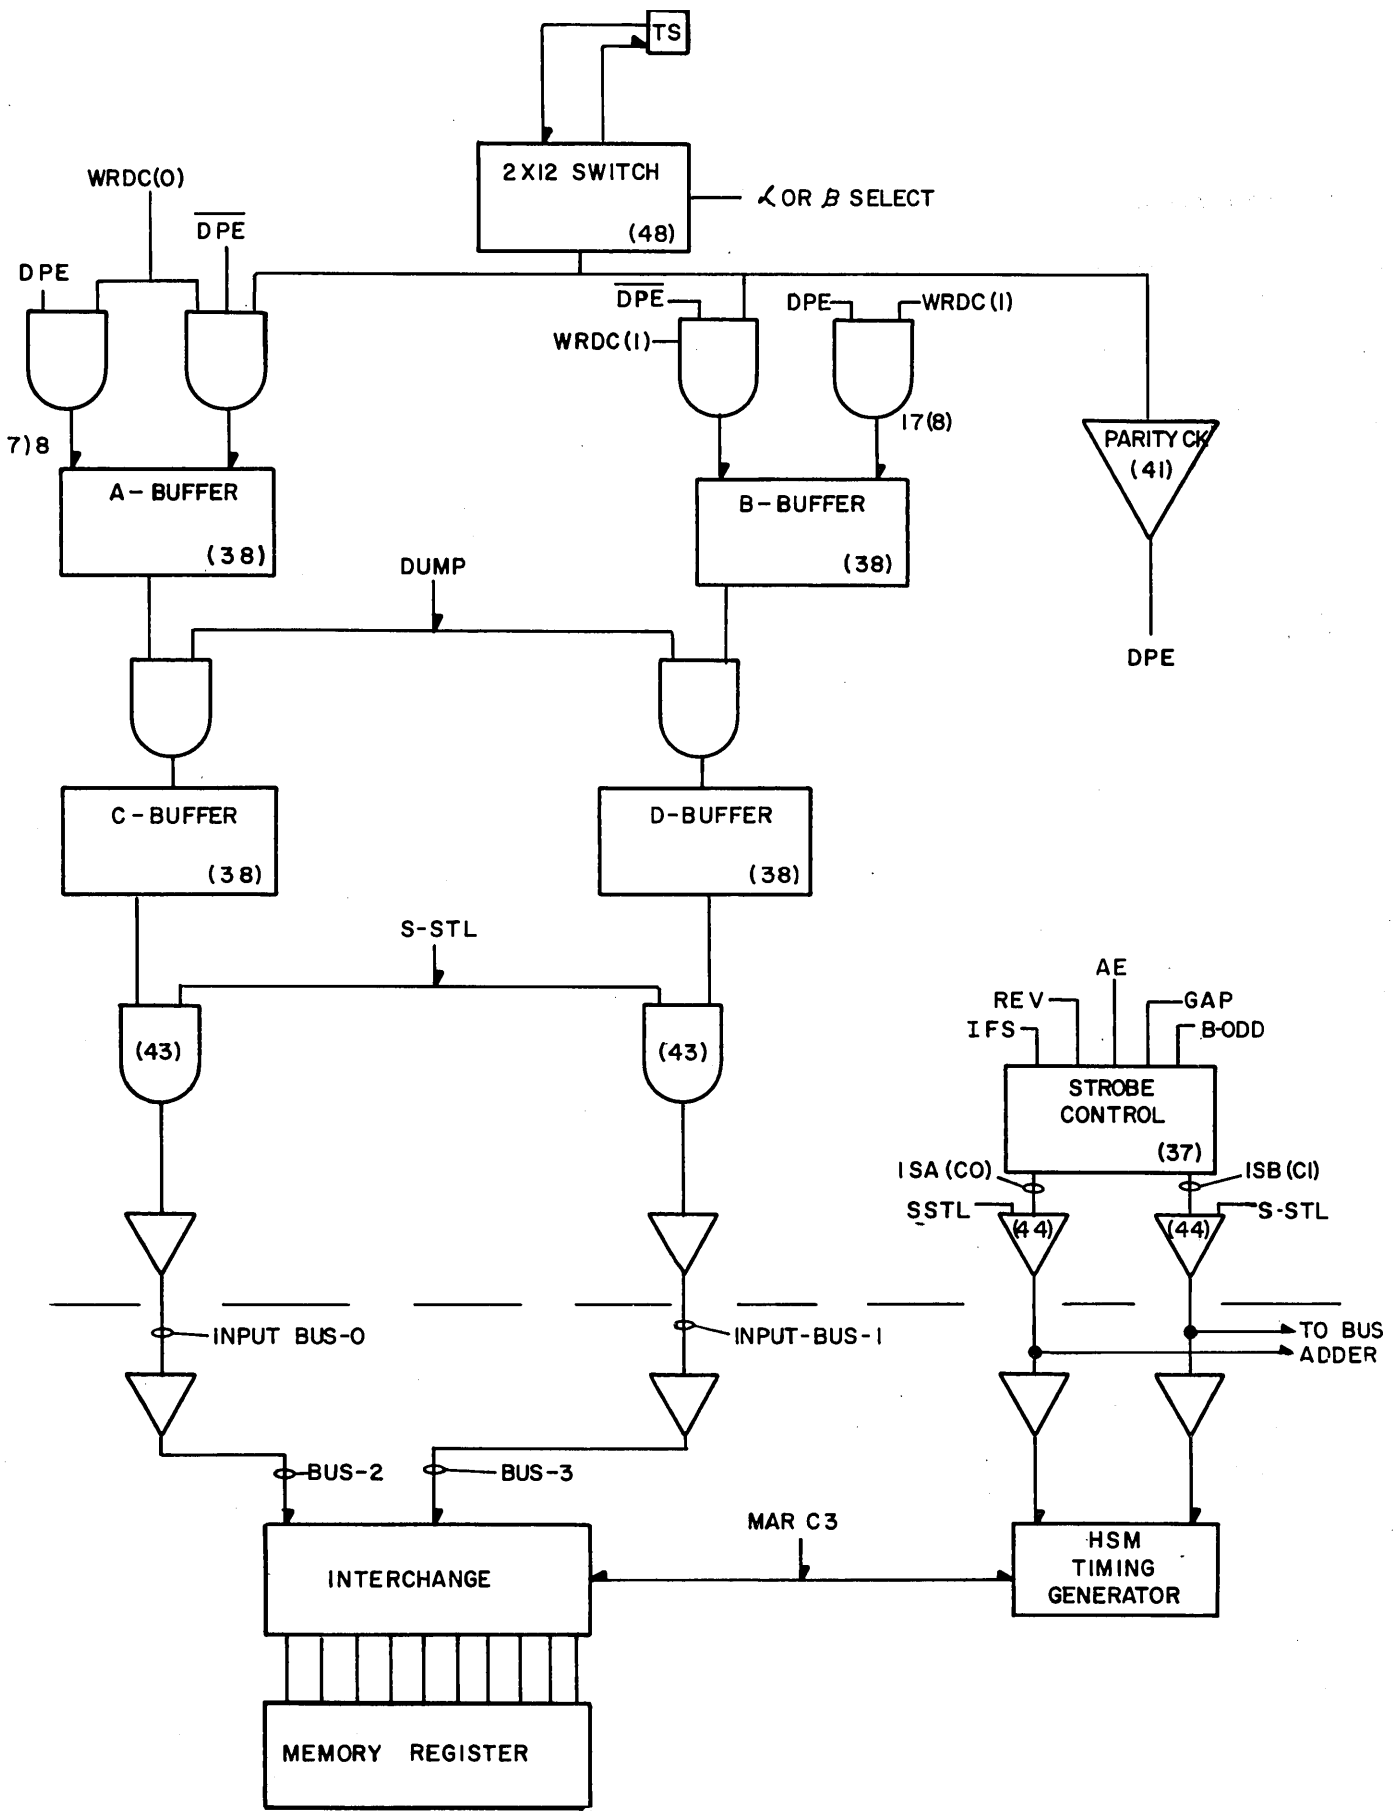 TS
2X12 SWITCH
(48)
α OR β SELECT
WRDC(0)
DPE
DPE
DPE
WRDC(1)
DPE
WRDC(1)
7)8
17(8)
PARITY CK
(41)
A-BUFFER
(38)
B-BUFFER
(38)
DUMP
DPE
C-BUFFER
(38)
D-BUFFER
(38)
S-STL
(43)
(43)
AE
REV
GAP
IFS
B-ODD
STROBE
CONTROL
(37)
ISA(C0)
ISB(C1)
SSTL
(44)
(44)
S-STL
INPUT BUS-0
INPUT-BUS-1
TO BUS
ADDER
BUS-2
BUS-3
MAR C3
INTERCHANGE
HSM
TIMING
GENERATOR
MEMORY REGISTER